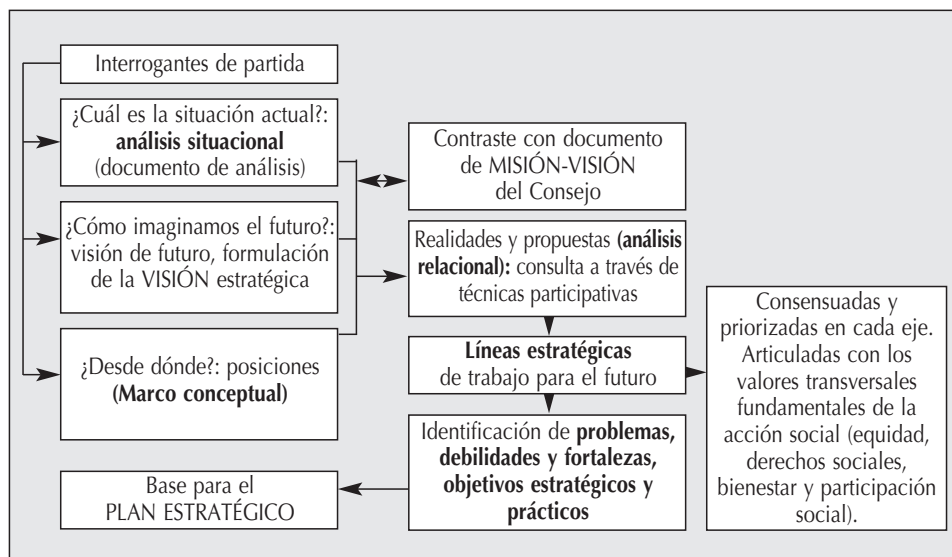 Interrogantes de partida
¿Cuál es la situación actual?:
análisis situacional
(documento de análisis)
¿Cómo imaginamos el futuro?:
visión de futuro, formulación
de la VISIÓN estratégica
¿Desde dónde?: posiciones
(Marco conceptual)
Contraste con documento
de MISIÓN-VISIÓN
del Consejo
Realidades y propuestas (análisis
relacional): consulta a través de
técnicas participativas
Líneas estratégicas
de trabajo para el futuro
Consensuadas y
priorizadas en cada eje.
Articuladas con los
valores transversales
fundamentales de la
acción social (equidad,
derechos sociales,
bienestar y participación
social).
Identificación de problemas,
debilidades y fortalezas,
objetivos estratégicos y
prácticos
Base para el
PLAN ESTRATÉGICO